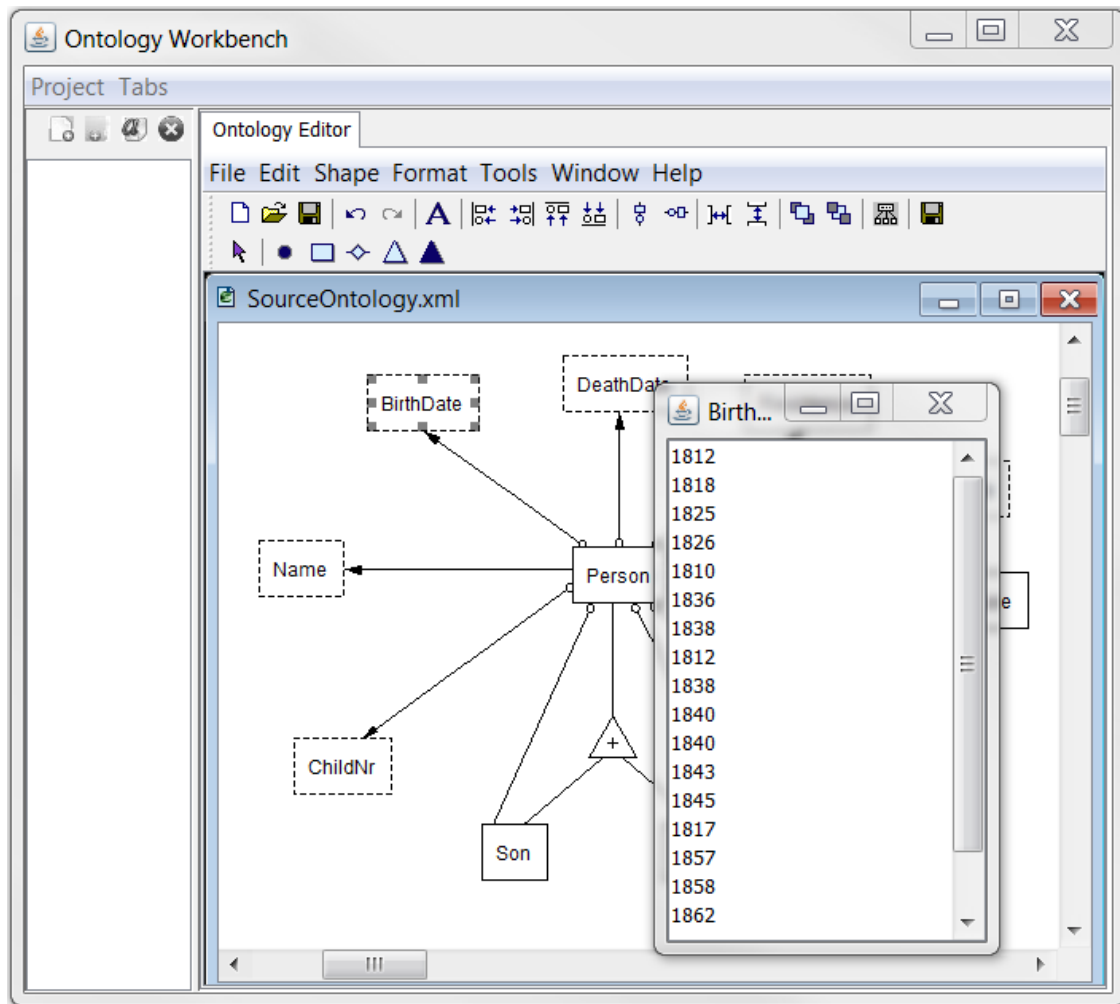 Ontology Workbench
Project Tabs
Ontology Editor
File Edit Shape Format Tools Window Help
SourceOntology.xml
BirthDate
DeathDate
Birth...
1812
1818
1825
1826
1810
1836
1838
1812
1838
1840
1840
1843
1845
1817
1857
1858
1862
Name
Person
e
ChildNr
+
Son